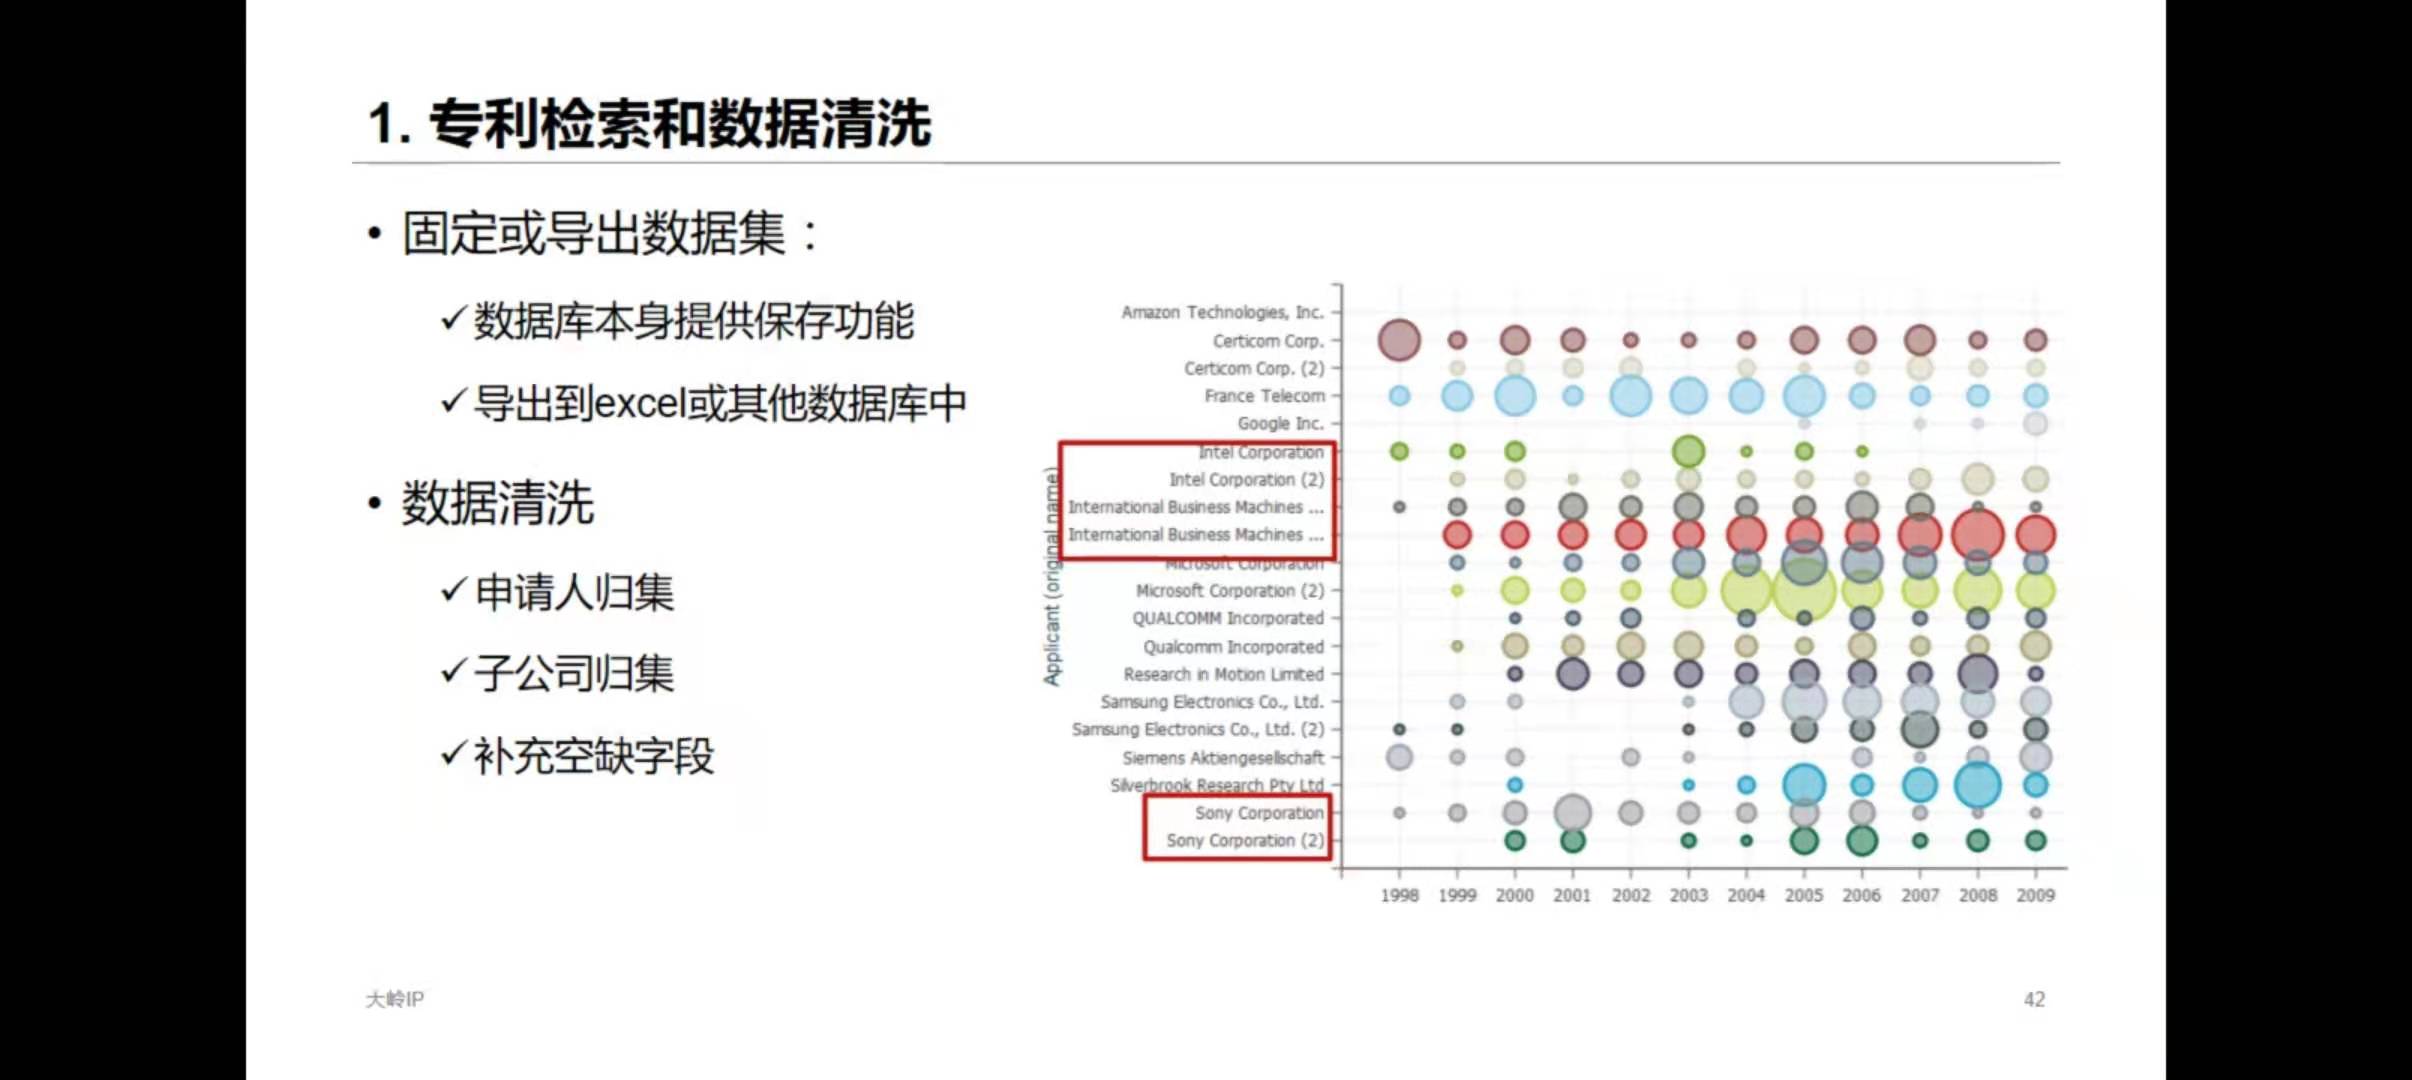 1. 专利检索和数据清洗
• 固定或导出数据集：
✓数据库本身提供保存功能
✓导出到excel或其他数据库中
• 数据清洗
✓申请人归集
✓子公司归集
✓补充空缺字段
Applicant (original name)
Amazon Technologies, Inc.
Certicom Corp.
Certicom Corp. (2)
France Telecom
Google Inc.
Intel Corporation
Intel Corporation (2)
International Business Machines ...
International Business Machines ...
Microsoft Corporation
Microsoft Corporation (2)
QUALCOMM Incorporated
Qualcomm Incorporated
Research in Motion Limited
Samsung Electronics Co., Ltd.
Samsung Electronics Co., Ltd. (2)
Siemens Aktiengesellschaft
Silverbrook Research Pty Ltd
Sony Corporation
Sony Corporation (2)
1998 1999 2000 2001 2002 2003 2004 2005 2006 2007 2008 2009
大岭IP
42